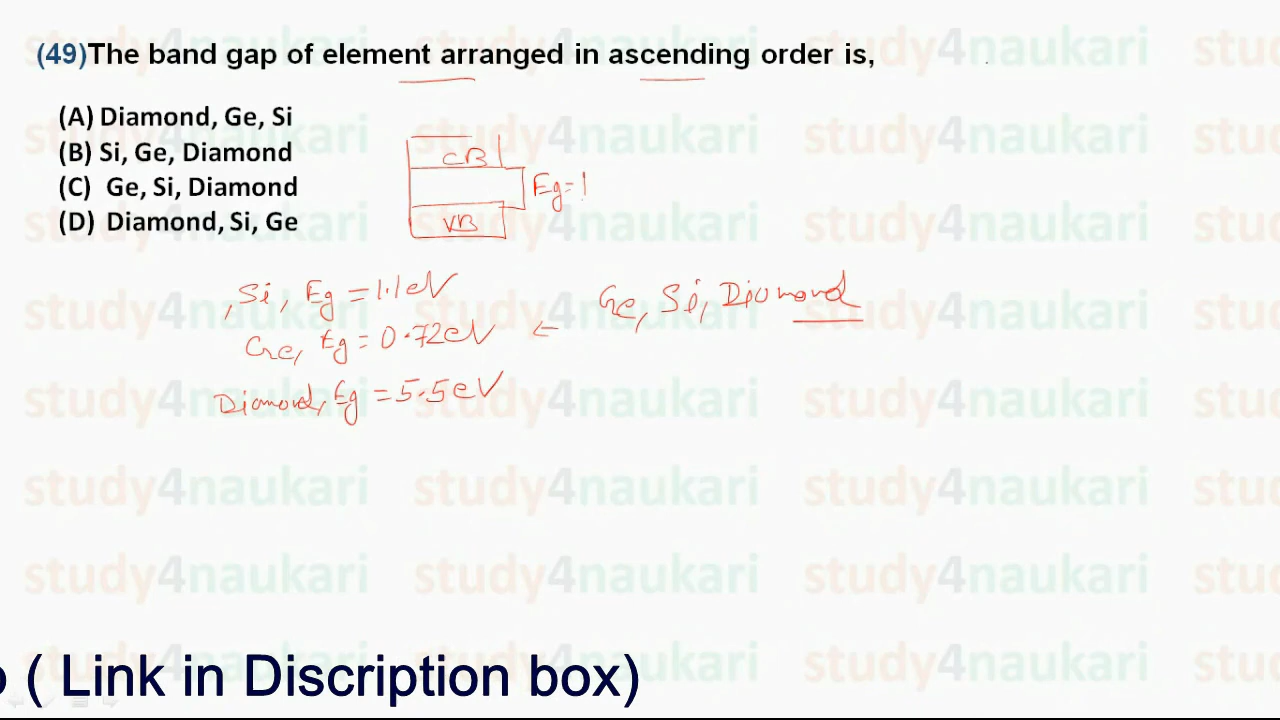 (49)The band gap of element arranged in ascending order is,
(A) Diamond, Ge, Si
(B) Si, Ge, Diamond
(C) Ge, Si, Diamond
(D) Diamond, Si, Ge
CB
Eg=!
VB
, Si, Eg = 1.1eV
Ge, Eg = 0.72eV ← Ge, Si, Diamond
Diamond, Eg = 5.5eV
( Link in Discription box)
study4naukari